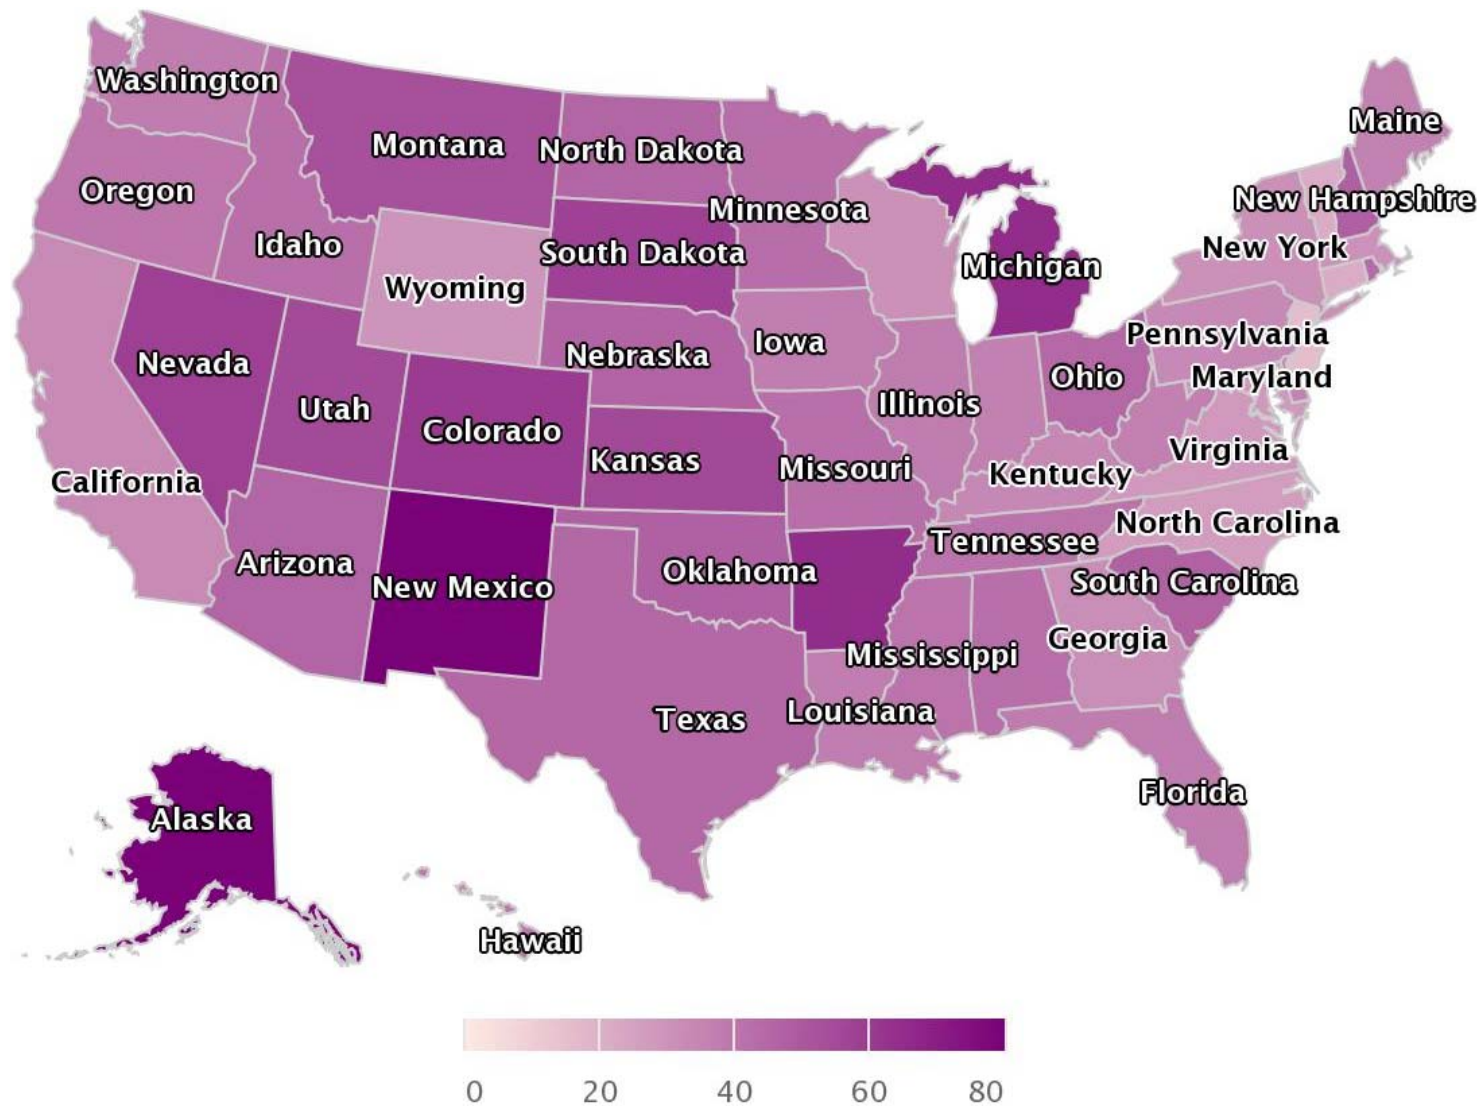 Washington
Maine
Montana
North Dakota
Oregon
New Hampshire
Minnesota
Idaho
New York
South Dakota
Michigan
Wyoming
Pennsylvania
Iowa
Nebraska
Nevada
Ohio
Maryland
Illinois
Utah
Colorado
Virginia
Kansas
Missouri
Kentucky
California
North Carolina
Tennessee
Arizona
Oklahoma
South Carolina
New Mexico
Georgia
Mississippi
Louisiana
Texas
Florida
Alaska
Hawaii
0 20 40 60 80